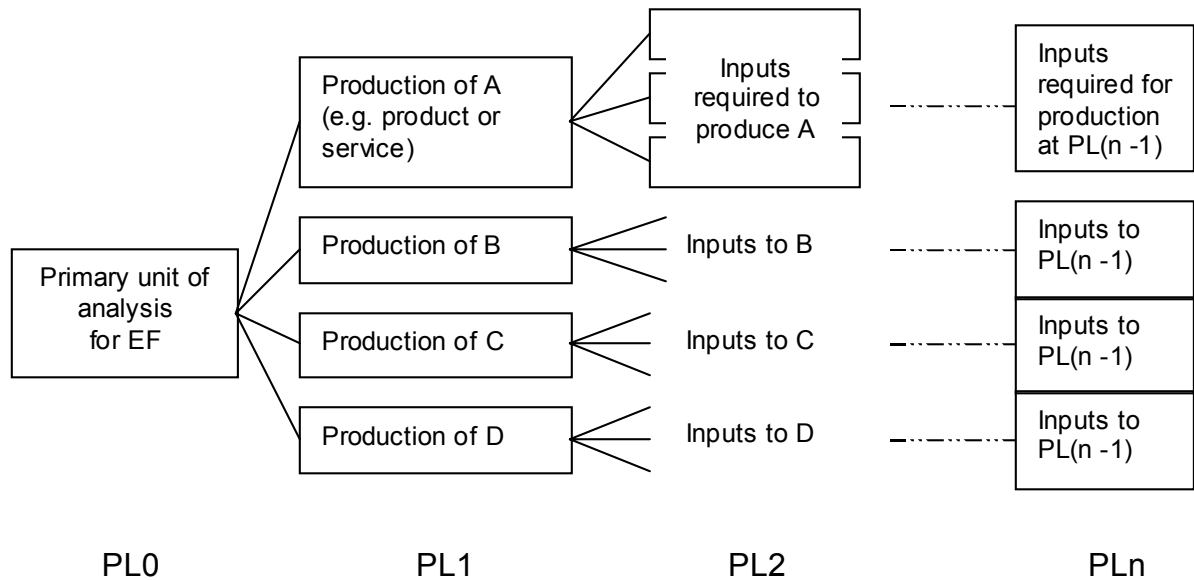 Production of A
(e.g. product or
service)
Inputs
required to
produce A
Inputs
required for
production
at PL(n -1)
Primary unit of
analysis
for EF
Production of B
Inputs to B
Inputs to
PL(n -1)
Production of C
Inputs to C
Inputs to
PL(n -1)
Production of D
Inputs to D
Inputs to
PL(n -1)
PL0
PL1
PL2
PLn